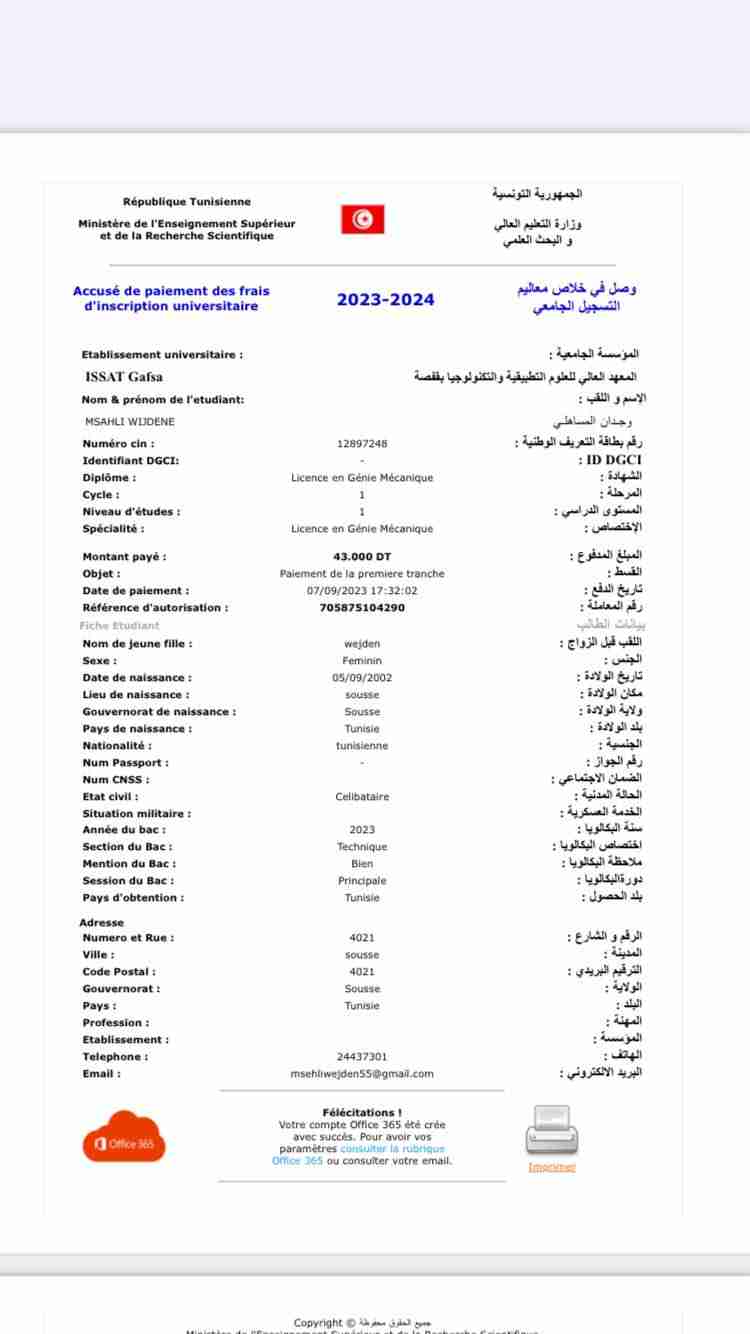 République Tunisienne
الجمهورية التونسية
Ministère de l'Enseignement Supérieur
et de la Recherche Scientifique
وزارة التعليم العالي
و البحث العلمي
Accusé de paiement des frais
d'inscription universitaire
2023-2024
وصل في خلاص معاليم
التسجيل الجامعي
Etablissement universitaire :
المؤسسة الجامعية :
ISSAT Gafsa
المعهد العالي للعلوم التطبيقية والتكنولوجيا بقفصة
Nom & prénom de l'etudiant:
الإسم و اللقب :
MSAHLI WIJDENE
وجدان المساهلي
Numéro cin : 12897248 رقم بطاقة التعريف الوطنية :
Identifiant DGCI: - ID DGCI :
Diplôme : Licence en Génie Mécanique الشهادة :
Cycle : 1 المرحلة :
Niveau d'études : 1 المستوى الدراسي :
Spécialité : Licence en Génie Mécanique الإختصاص :
Montant payé : 43.000 DT المبلغ المدفوع :
Objet : Paiement de la premiere tranche القسط :
Date de paiement : 07/09/2023 17:32:02 تاريخ الدفع :
Référence d'autorisation : 705875104290 رقم المعاملة :
Fiche Etudiant بيانات الطالب
Nom de jeune fille : wejden اللقب قبل الزواج :
Sexe : Feminin الجنس :
Date de naissance : 05/09/2002 تاريخ الولادة :
Lieu de naissance : sousse مكان الولادة :
Gouvernorat de naissance : Sousse ولاية الولادة :
Pays de naissance : Tunisie بلد الولادة :
Nationalité : tunisienne الجنسية :
Num Passport : - رقم الجواز :
Num CNSS : الضمان الاجتماعي :
Etat civil : Celibataire الحالة المدنية :
Situation militaire : الخدمة العسكرية :
Année du bac : 2023 سنة البكالويا :
Section du Bac : Technique اختصاص البكالويا :
Mention du Bac : Bien ملاحظة البكالويا :
Session du Bac : Principale دورةالبكالويا :
Pays d'obtention : Tunisie بلد الحصول :
Adresse
Numero et Rue : 4021 الرقم و الشارع :
Ville : sousse المدينة :
Code Postal : 4021 الترقيم البريدي :
Gouvernorat : Sousse الولاية :
Pays : Tunisie البلد :
Profession : المهنة :
Etablissement : المؤسسة :
Telephone : 24437301 الهاتف :
Email : msehliwejden55@gmail.com البريد الالكتروني :
Office 365
Félécitations !
Votre compte Office 365 été crée
avec succés. Pour avoir vos
paramétres consulter la rubrique
Office 365 ou consulter votre email.
Imprimer
Copyright © جميع الحقوق محفوظة
Ministère de l'Enseignement Supérieur et de la Recherche Scientifique